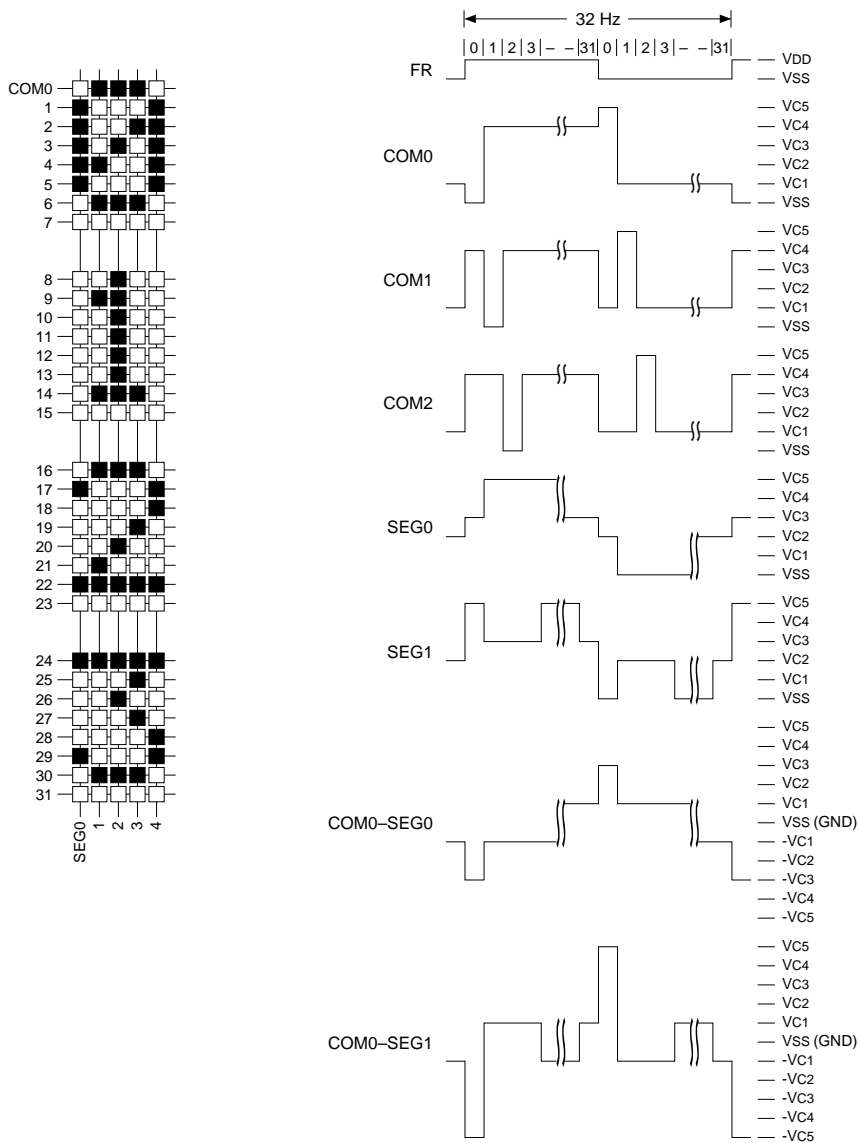 32 Hz
0 1 2 3 – – 31 0 1 2 3 – – 31
FR
VDD
VSS
COM0
1
2
3
4
5
6
7
8
9
10
11
12
13
14
15
16
17
18
19
20
21
22
23
24
25
26
27
28
29
30
31
SEG0 1 2 3 4
COM0
VC5
VC4
VC3
VC2
VC1
VSS
COM1
VC5
VC4
VC3
VC2
VC1
VSS
COM2
VC5
VC4
VC3
VC2
VC1
VSS
SEG0
VC5
VC4
VC3
VC2
VC1
VSS
SEG1
VC5
VC4
VC3
VC2
VC1
VSS
COM0–SEG0
VC5
VC4
VC3
VC2
VC1
VSS (GND)
-VC1
-VC2
-VC3
-VC4
-VC5
COM0–SEG1
VC5
VC4
VC3
VC2
VC1
VSS (GND)
-VC1
-VC2
-VC3
-VC4
-VC5